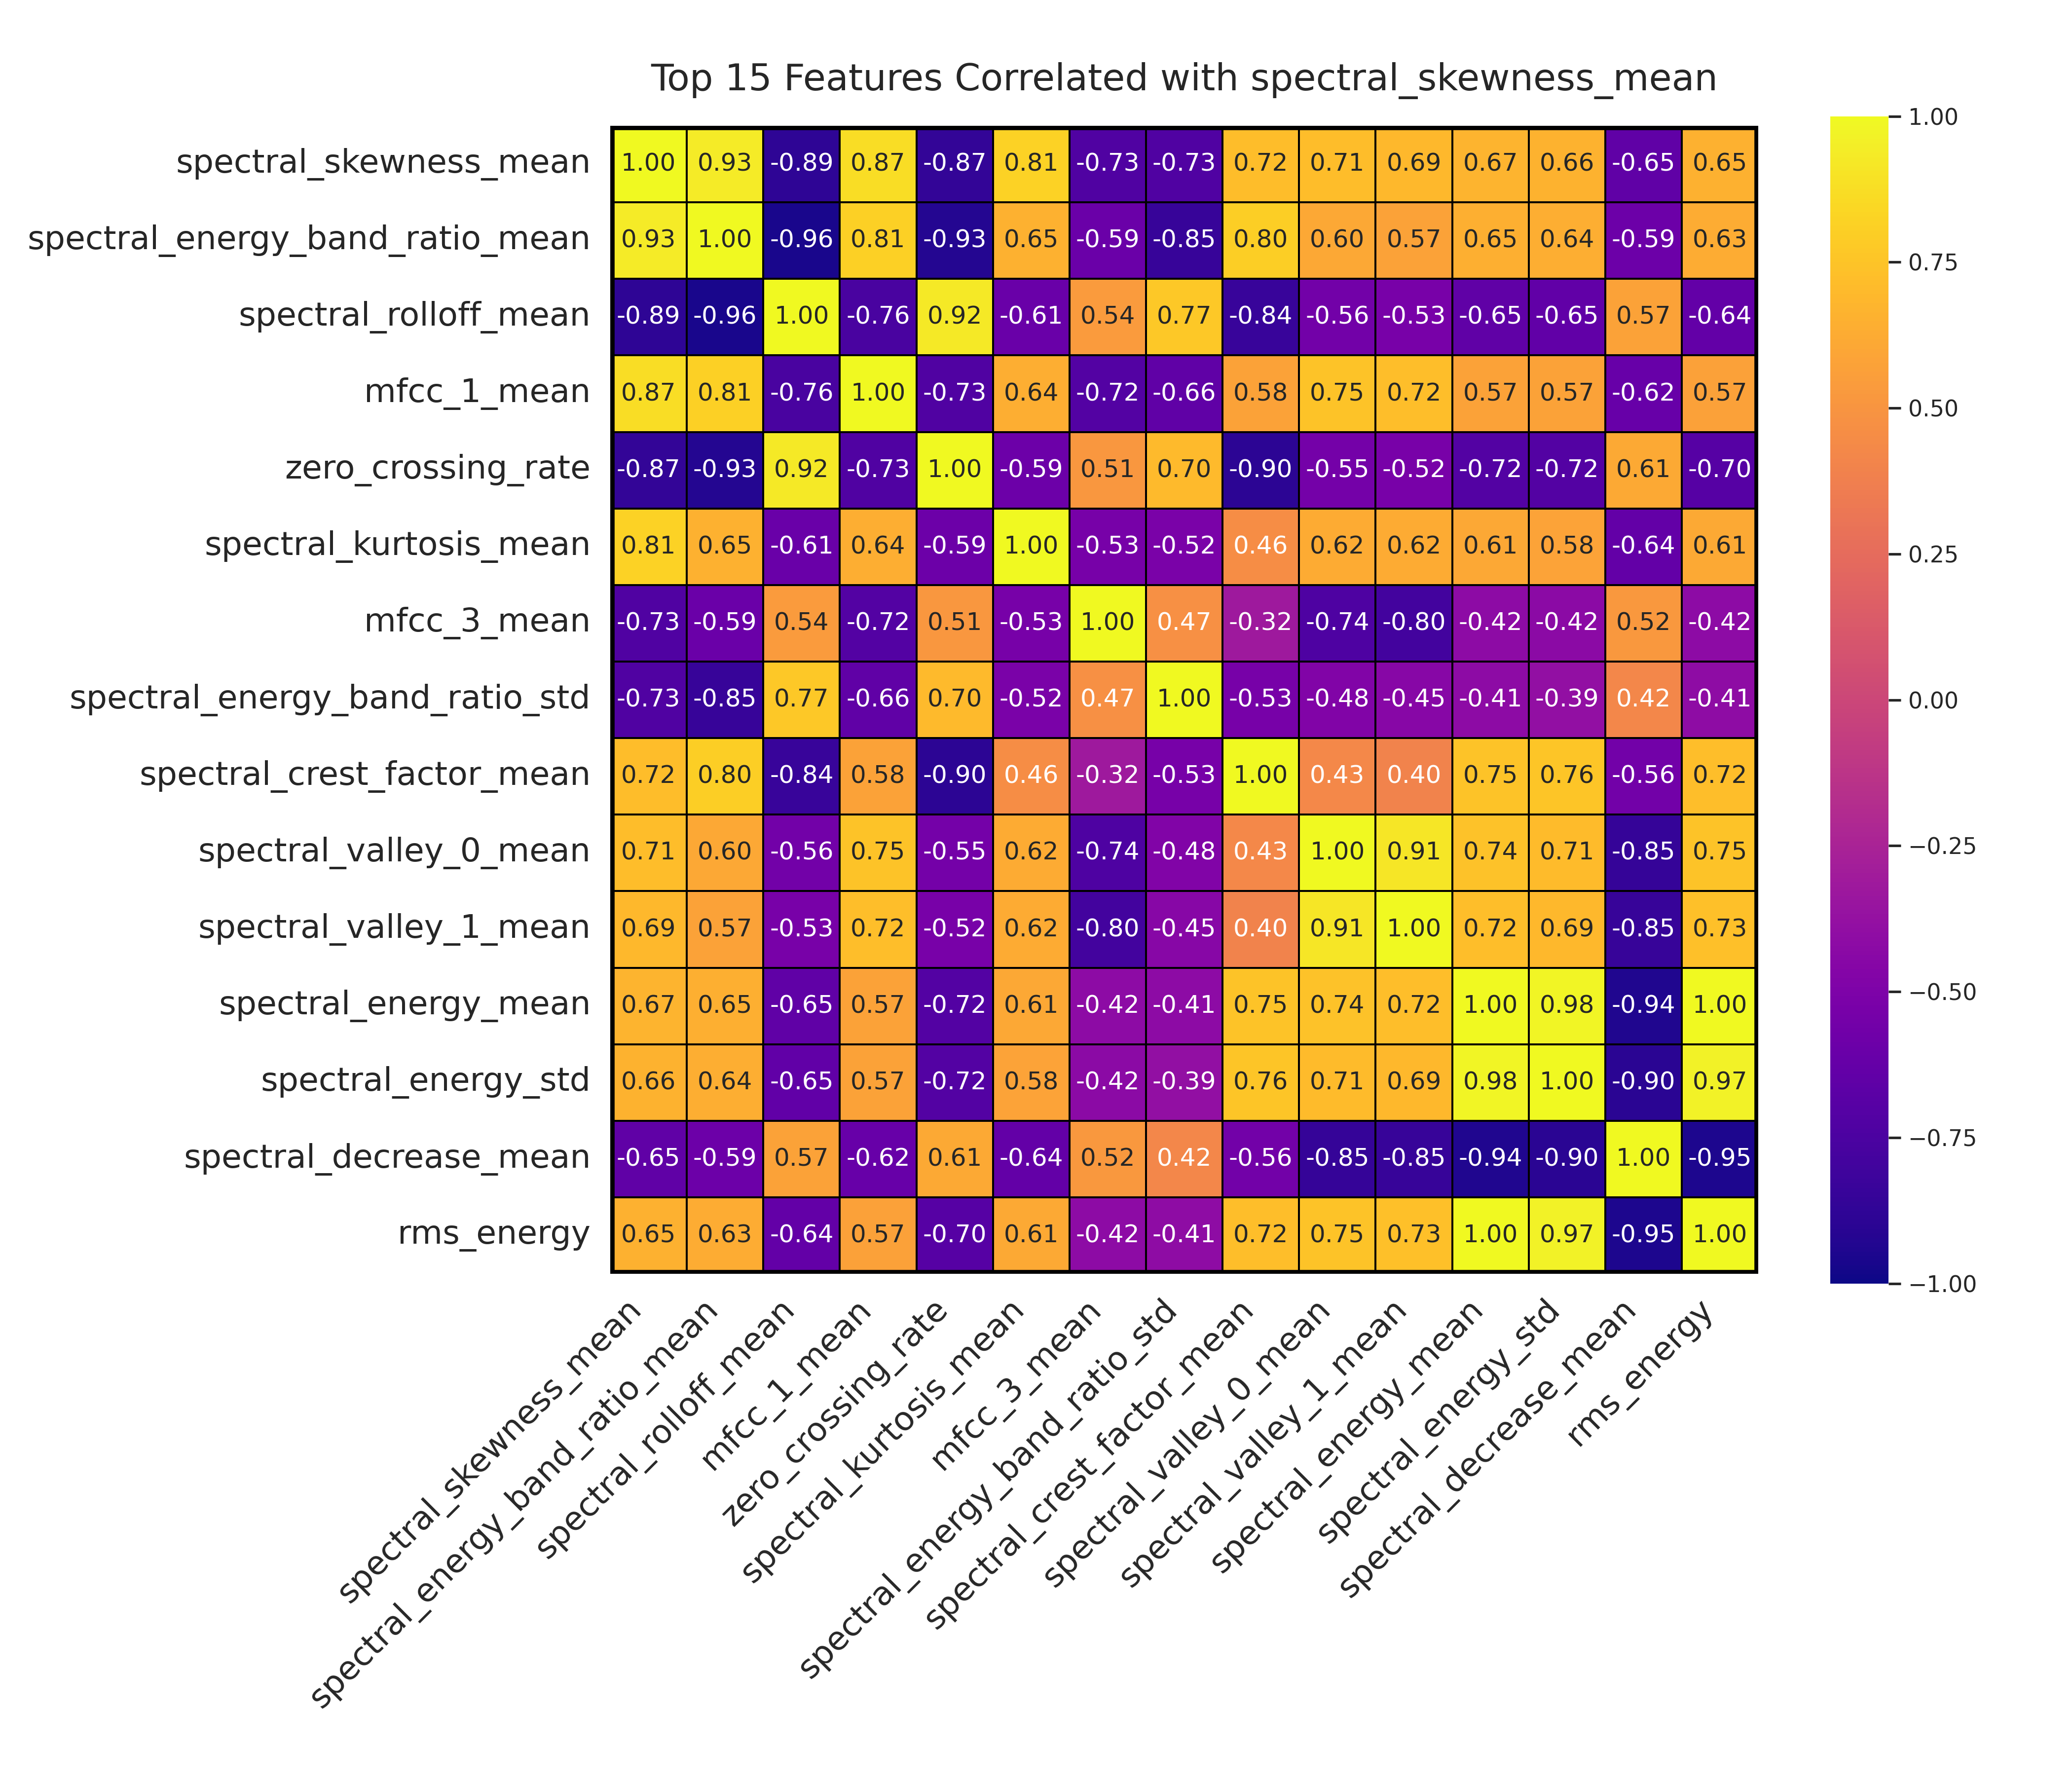 Top 15 Features Correlated with spectral_skewness_mean
spectral_skewness_mean 1.00 0.93 -0.89 0.87 -0.87 0.81 -0.73 -0.73 0.72 0.71 0.69 0.67 0.66 -0.65 0.65
spectral_energy_band_ratio_mean 0.93 1.00 -0.96 0.81 -0.93 0.65 -0.59 -0.85 0.80 0.60 0.57 0.65 0.64 -0.59 0.63
spectral_rolloff_mean -0.89 -0.96 1.00 -0.76 0.92 -0.61 0.54 0.77 -0.84 -0.56 -0.53 -0.65 -0.65 0.57 -0.64
mfcc_1_mean 0.87 0.81 -0.76 1.00 -0.73 0.64 -0.72 -0.66 0.58 0.75 0.72 0.57 0.57 -0.62 0.57
zero_crossing_rate -0.87 -0.93 0.92 -0.73 1.00 -0.59 0.51 0.70 -0.90 -0.55 -0.52 -0.72 -0.72 0.61 -0.70
spectral_kurtosis_mean 0.81 0.65 -0.61 0.64 -0.59 1.00 -0.53 -0.52 0.46 0.62 0.62 0.61 0.58 -0.64 0.61
mfcc_3_mean -0.73 -0.59 0.54 -0.72 0.51 -0.53 1.00 0.47 -0.32 -0.74 -0.80 -0.42 -0.42 0.52 -0.42
spectral_energy_band_ratio_std -0.73 -0.85 0.77 -0.66 0.70 -0.52 0.47 1.00 -0.53 -0.48 -0.45 -0.41 -0.39 0.42 -0.41
spectral_crest_factor_mean 0.72 0.80 -0.84 0.58 -0.90 0.46 -0.32 -0.53 1.00 0.43 0.40 0.75 0.76 -0.56 0.72
spectral_valley_0_mean 0.71 0.60 -0.56 0.75 -0.55 0.62 -0.74 -0.48 0.43 1.00 0.91 0.74 0.71 -0.85 0.75
spectral_valley_1_mean 0.69 0.57 -0.53 0.72 -0.52 0.62 -0.80 -0.45 0.40 0.91 1.00 0.72 0.69 -0.85 0.73
spectral_energy_mean 0.67 0.65 -0.65 0.57 -0.72 0.61 -0.42 -0.41 0.75 0.74 0.72 1.00 0.98 -0.94 1.00
spectral_energy_std 0.66 0.64 -0.65 0.57 -0.72 0.58 -0.42 -0.39 0.76 0.71 0.69 0.98 1.00 -0.90 0.97
spectral_decrease_mean -0.65 -0.59 0.57 -0.62 0.61 -0.64 0.52 0.42 -0.56 -0.85 -0.85 -0.94 -0.90 1.00 -0.95
rms_energy 0.65 0.63 -0.64 0.57 -0.70 0.61 -0.42 -0.41 0.72 0.75 0.73 1.00 0.97 -0.95 1.00
spectral_skewness_mean
spectral_energy_band_ratio_mean
spectral_rolloff_mean
mfcc_1_mean
zero_crossing_rate
spectral_kurtosis_mean
mfcc_3_mean
spectral_energy_band_ratio_std
spectral_crest_factor_mean
spectral_valley_0_mean
spectral_valley_1_mean
spectral_energy_mean
spectral_energy_std
spectral_decrease_mean
rms_energy
1.00
0.75
0.50
0.25
0.00
−0.25
−0.50
−0.75
−1.00